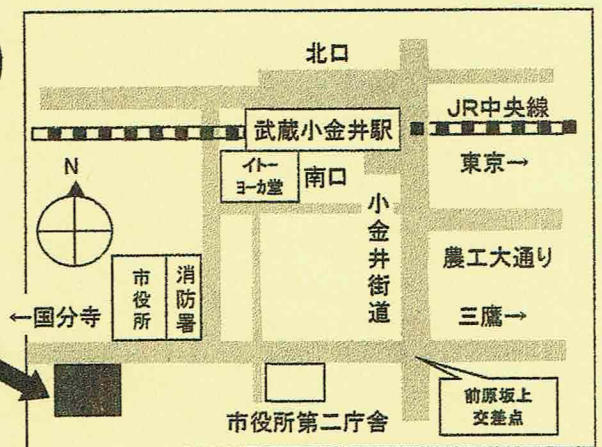 北口
JR中央線
武蔵小金井駅
東京→
イトー
ヨーカ堂
南口
N
小金井街道
農工大通り
市役所
消防署
←国分寺
三鷹→
前原坂上
交差点
市役所第二庁舎